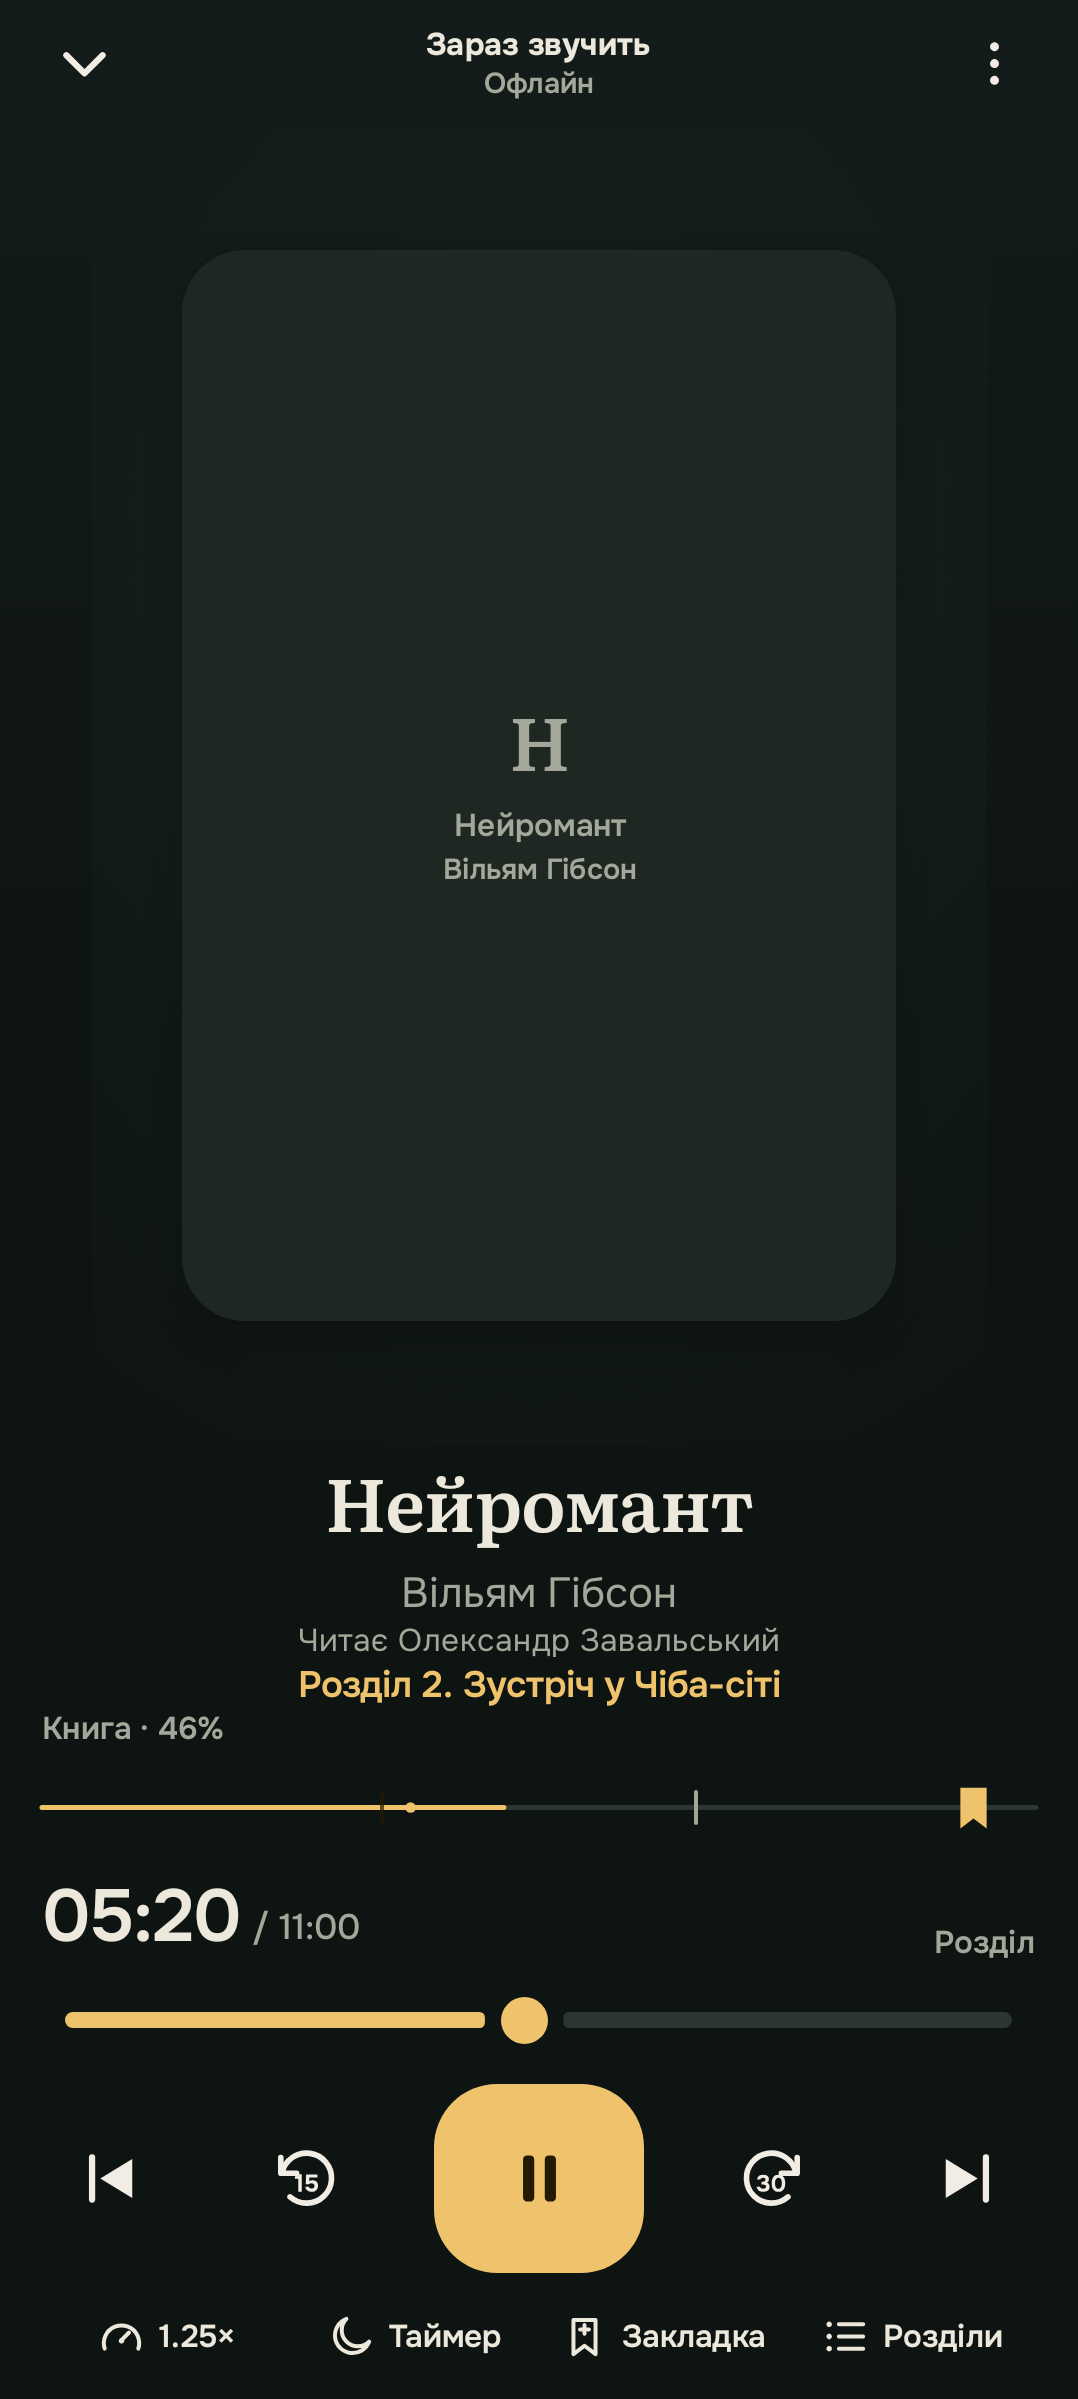 Зараз звучить
Офлайн
Н
Нейромант
Вільям Гібсон
Нейромант
Вільям Гібсон
Читає Олександр Завальський
Розділ 2. Зустріч у Чіба-сіті
Книга · 46%
05:20 / 11:00
Розділ
15
30
1.25×
Таймер
Закладка
Розділи